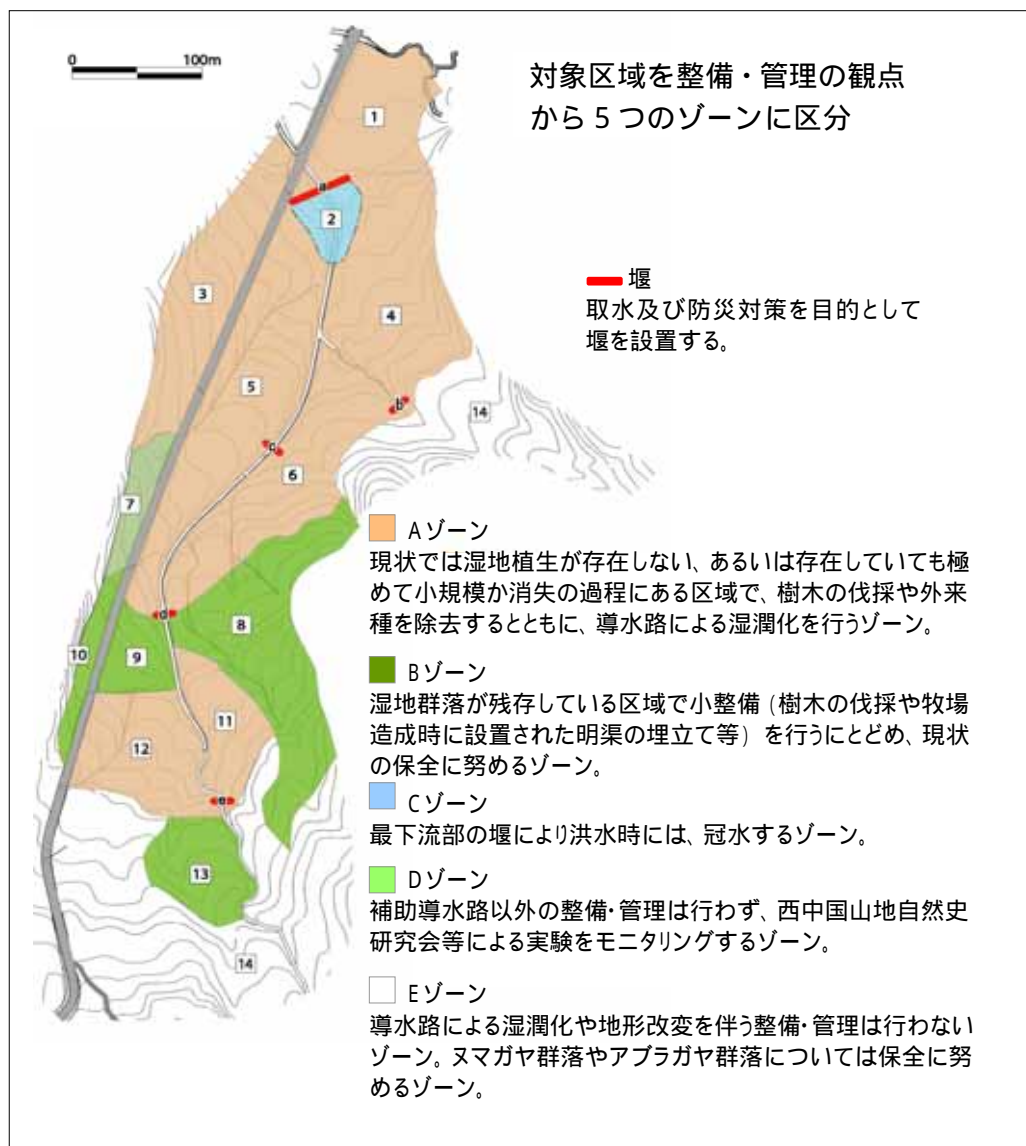 0 100m
対象区域を整備・管理の観点
から5つのゾーンに区分
1
a
2
堰
取水及び防災対策を目的として
堰を設置する。
3
4
5
b
14
c
6
7
Aゾーン
現状では湿地植生が存在しない、あるいは存在していても極
めて小規模か消失の過程にある区域で、樹木の伐採や外来
種を除去するとともに、導水路による湿潤化を行うゾーン。
d
8
9
10
Bゾーン
湿地群落が残存している区域で小整備(樹木の伐採や牧場
造成時に設置された明渠の埋立て等)を行うにとどめ、現状
の保全に努めるゾーン。
11
12
e
Cゾーン
最下流部の堰により洪水時には、冠水するゾーン。
13
Dゾーン
補助導水路以外の整備・管理は行わず、西中国山地自然史
研究会等による実験をモニタリングするゾーン。
14
Eゾーン
導水路による湿潤化や地形改変を伴う整備・管理は行わない
ゾーン。ヌマガヤ群落やアブラガヤ群落については保全に努
めるゾーン。